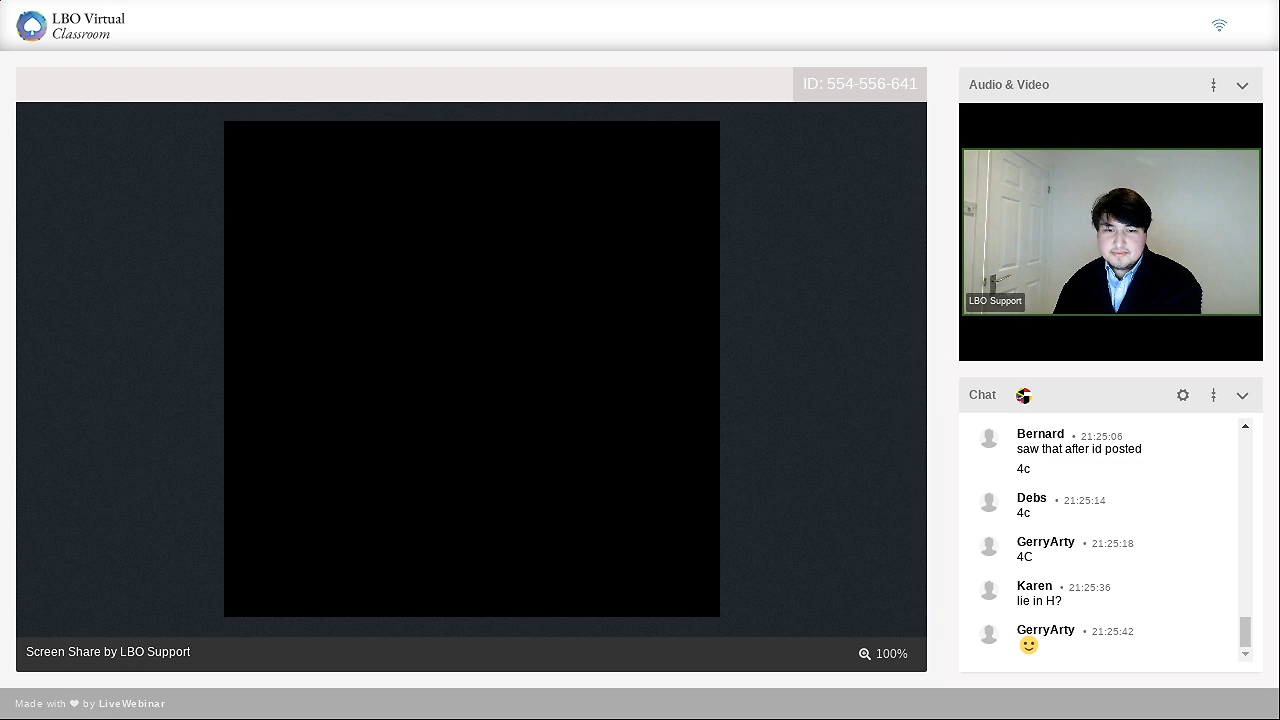 LBO Virtual
Classroom
ID: 554-556-641
Screen Share by LBO Support
100%
Audio & Video
LBO Support
Chat
Bernard • 21:25:06
saw that after id posted
4c
Debs • 21:25:14
4c
GerryArty • 21:25:18
4C
Karen • 21:25:36
lie in H?
GerryArty • 21:25:42
Made with ❤ by LiveWebinar